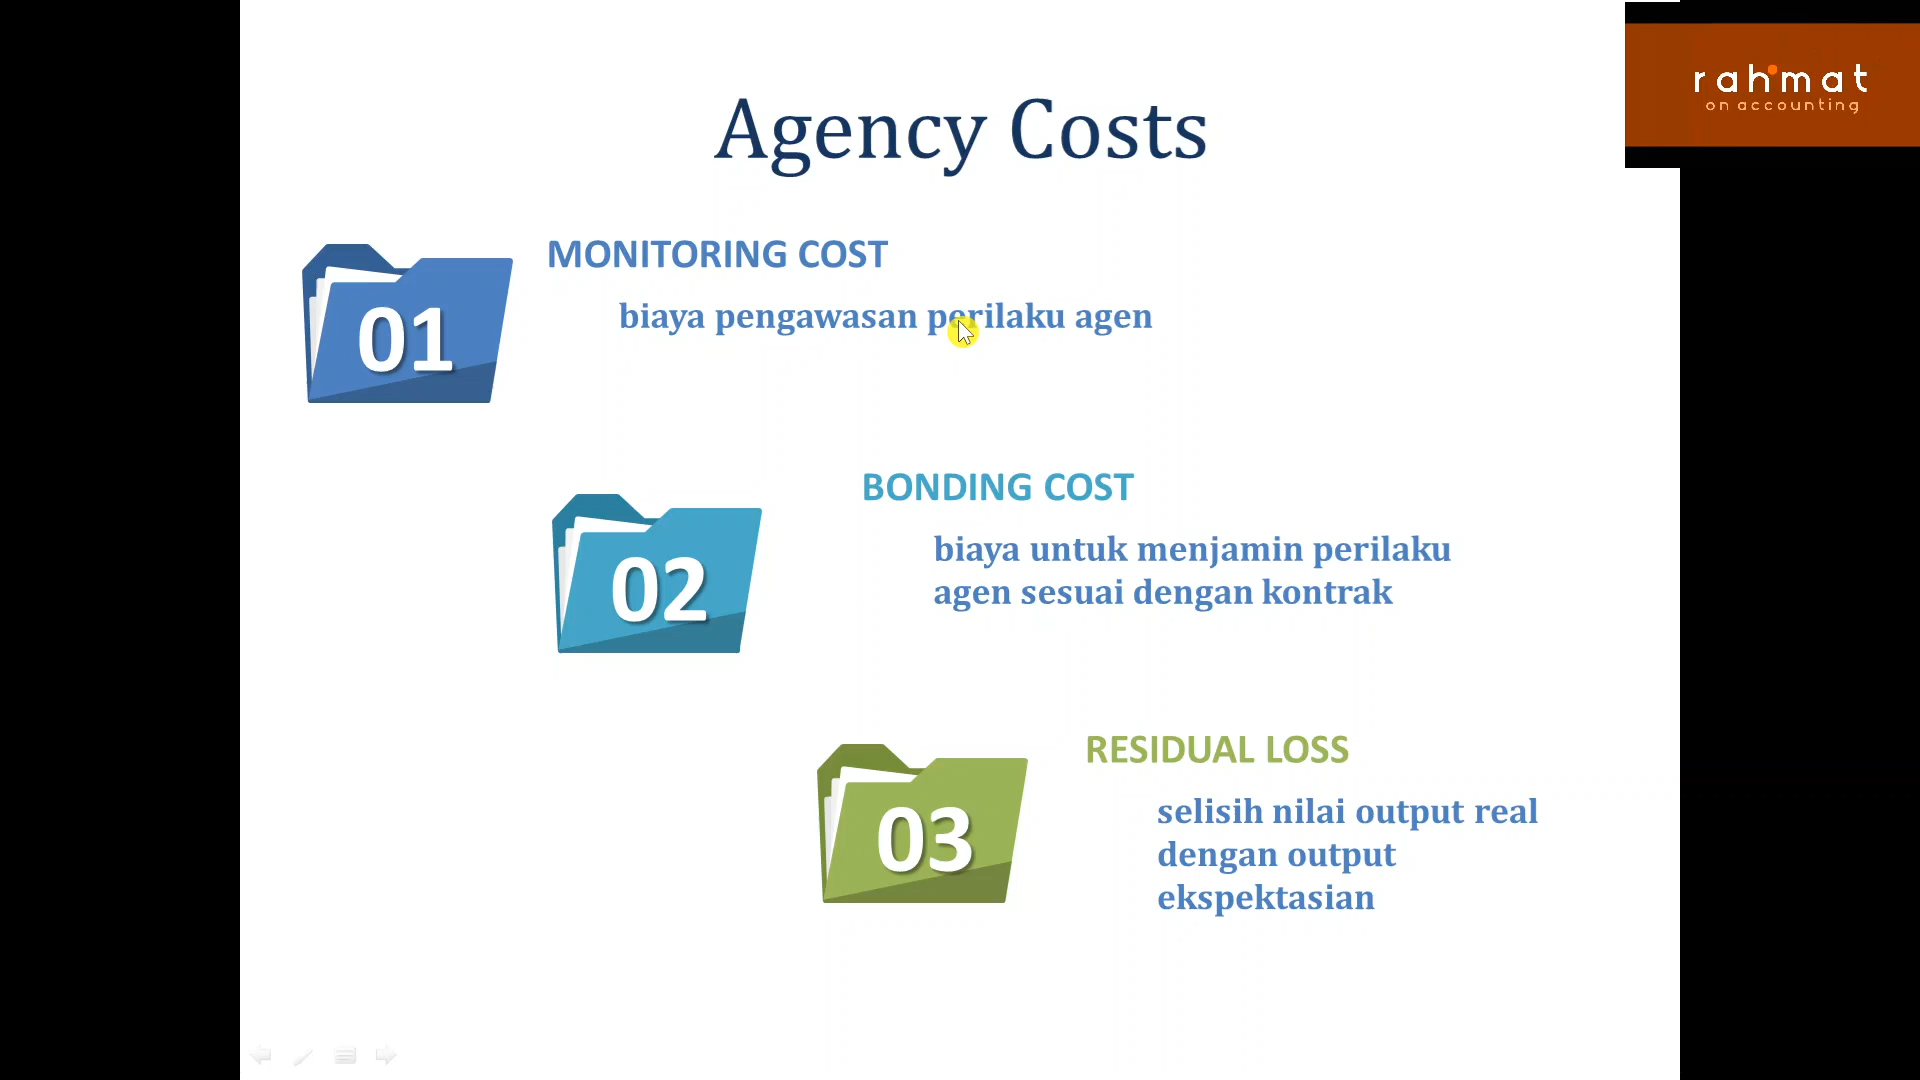 rahmat
on accounting
Agency Costs
MONITORING COST
01
biaya pengawasan perilaku agen
BONDING COST
02
biaya untuk menjamin perilaku
agen sesuai dengan kontrak
RESIDUAL LOSS
03
selisih nilai output real
dengan output
ekspektasian